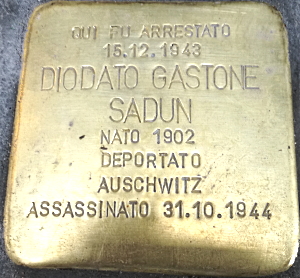 QUI FU ARRESTATO
15.12.1943
DIODATO GASTONE
SADUN
NATO 1902
DEPORTATO
AUSCHWITZ
ASSASSINATO 31.10.1944